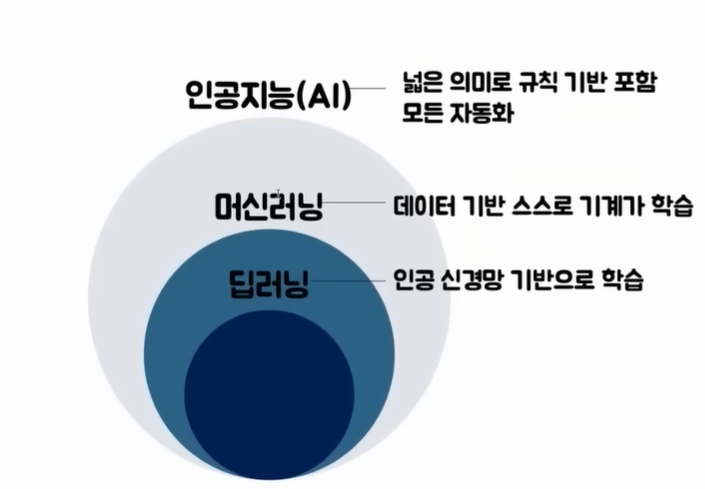 인공지능(AI)
넓은 의미로 규칙 기반 포함
모든 자동화
머신러닝
데이터 기반 스스로 기계가 학습
딥러닝
인공 신경망 기반으로 학습